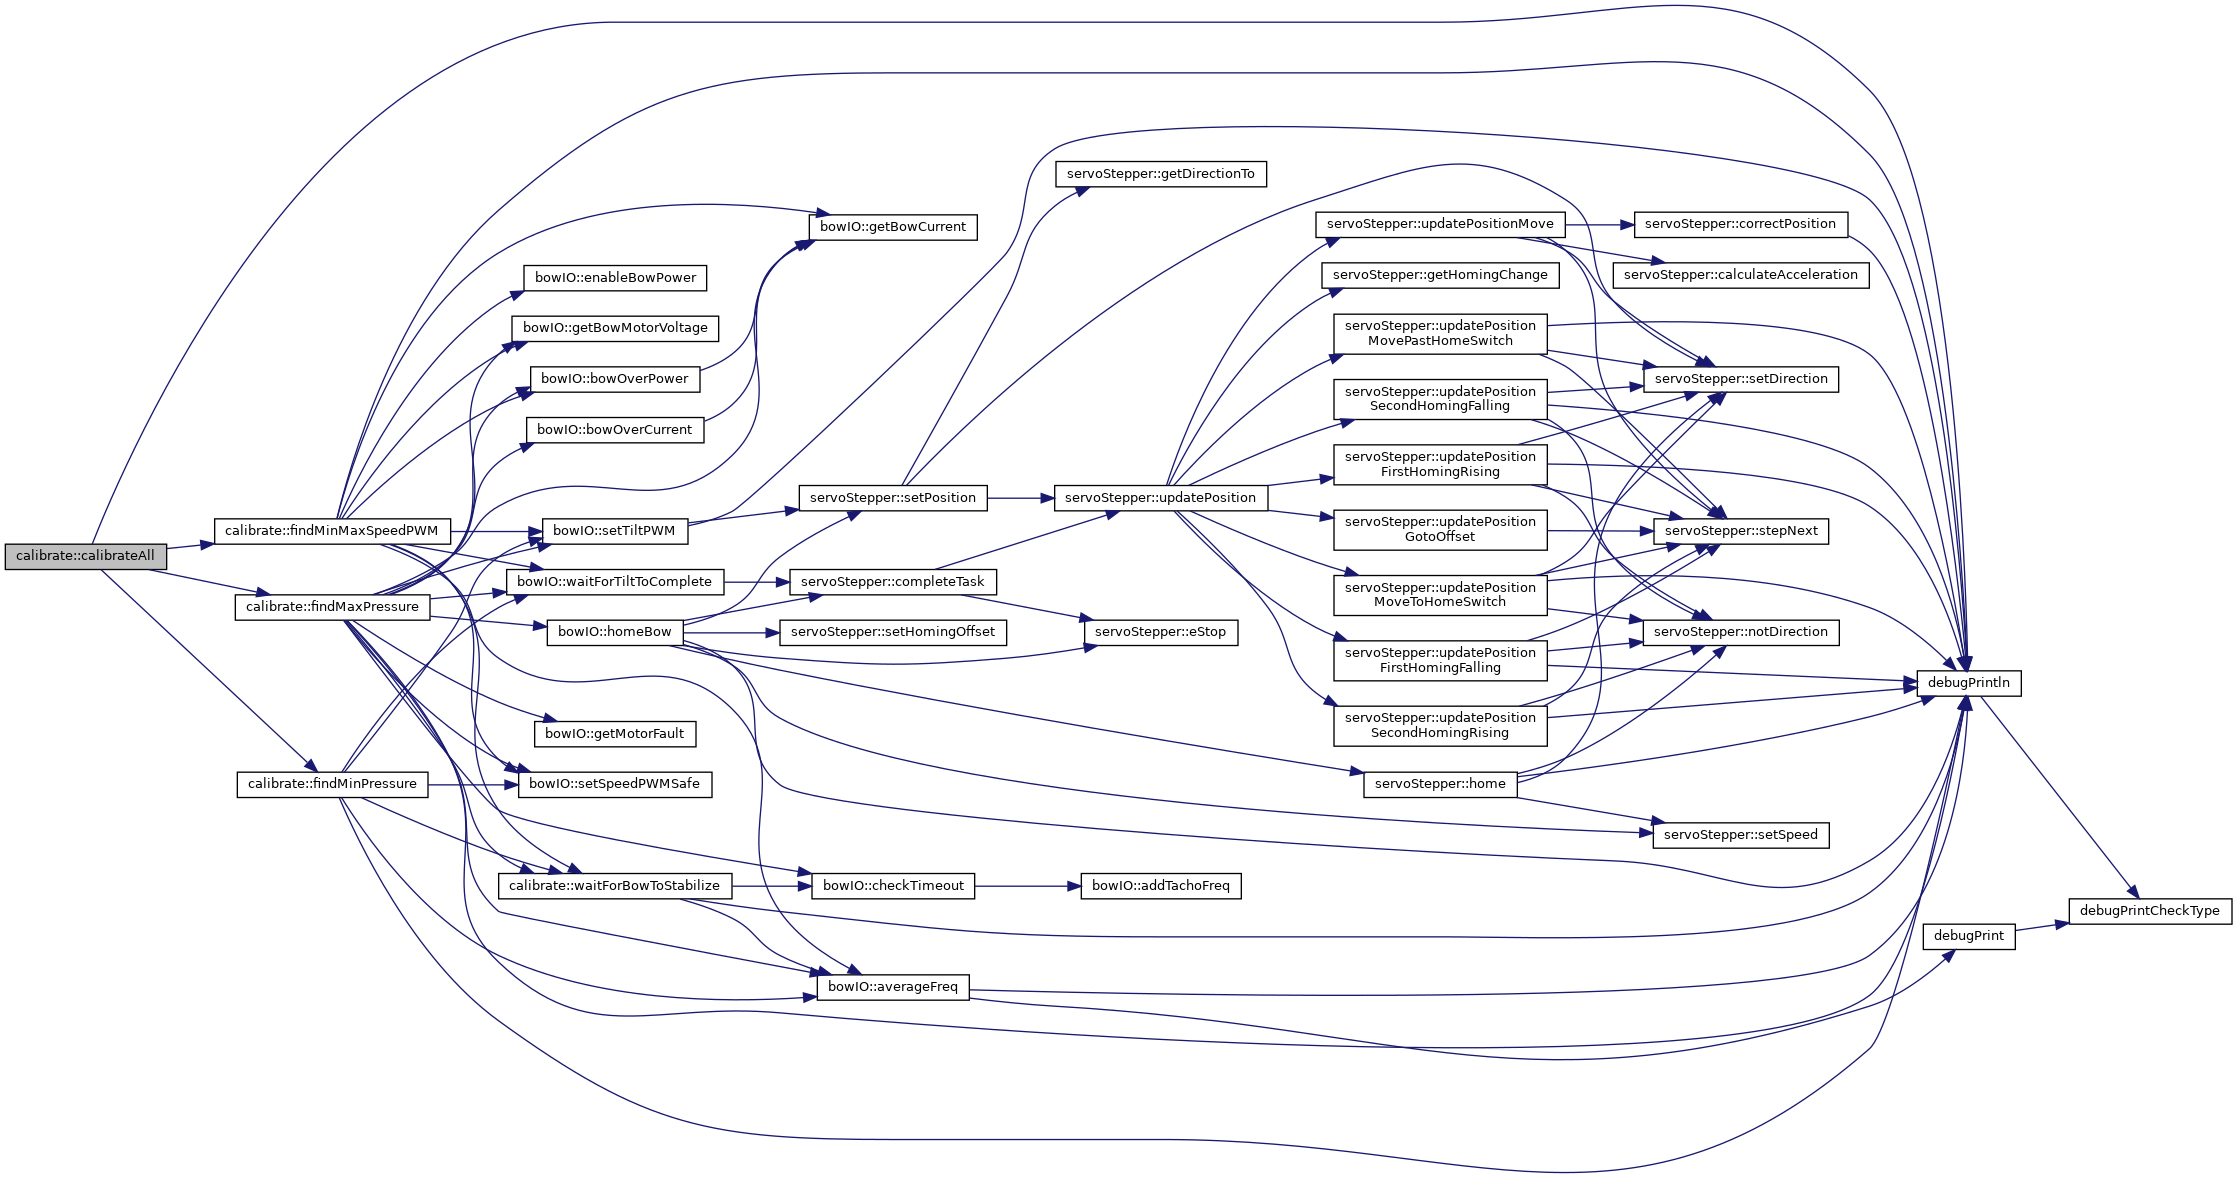 calibrate::calibrateAll
calibrate::findMinMaxSpeedPWM
calibrate::findMaxPressure
calibrate::findMinPressure
bowIO::enableBowPower
bowIO::getBowMotorVoltage
bowIO::bowOverPower
bowIO::bowOverCurrent
bowIO::setTiltPWM
bowIO::waitForTiltToComplete
bowIO::homeBow
bowIO::getMotorFault
bowIO::setSpeedPWMSafe
calibrate::waitForBowToStabilize
bowIO::getBowCurrent
servoStepper::setPosition
servoStepper::completeTask
servoStepper::setHomingOffset
bowIO::checkTimeout
bowIO::averageFreq
servoStepper::getDirectionTo
servoStepper::updatePosition
servoStepper::eStop
bowIO::addTachoFreq
servoStepper::updatePositionMove
servoStepper::getHomingChange
servoStepper::updatePosition
MovePastHomeSwitch
servoStepper::updatePosition
SecondHomingFalling
servoStepper::updatePosition
FirstHomingRising
servoStepper::updatePosition
GotoOffset
servoStepper::updatePosition
MoveToHomeSwitch
servoStepper::updatePosition
FirstHomingFalling
servoStepper::updatePosition
SecondHomingRising
servoStepper::home
servoStepper::correctPosition
servoStepper::calculateAcceleration
servoStepper::setDirection
servoStepper::stepNext
servoStepper::notDirection
servoStepper::setSpeed
debugPrintln
debugPrint
debugPrintCheckType